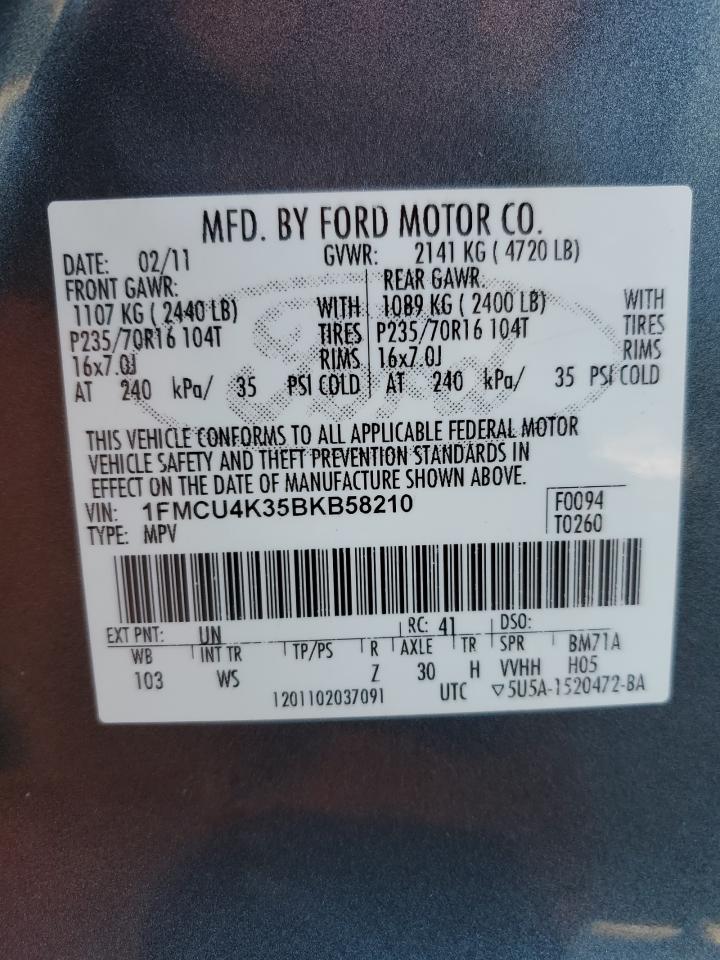 MFD. BY FORD MOTOR CO.
DATE: 02/11 GVWR: 2141 KG ( 4720 LB)
FRONT GAWR: REAR GAWR:
1107 KG ( 2440 LB) WITH 1089 KG ( 2400 LB) WITH
P235/70R16 104T TIRES P235/70R16 104T TIRES
16x7.0J RIMS 16x7.0J RIMS
AT 240 kPa/ 35 PSI COLD AT 240 kPa/ 35 PSI COLD
THIS VEHICLE CONFORMS TO ALL APPLICABLE FEDERAL MOTOR
VEHICLE SAFETY AND THEFT PREVENTION STANDARDS IN
EFFECT ON THE DATE OF MANUFACTURE SHOWN ABOVE.
VIN: 1FMCU4K35BKB58210 F0094
TYPE: MPV T0260
EXT PNT: UN RC: 41 DSO:
WB INT TR TP/PS R AXLE TR SPR BM71A
103 WS Z 30 H VVHH H05
1201102037091 UTC ▽5U5A-1520472-BA